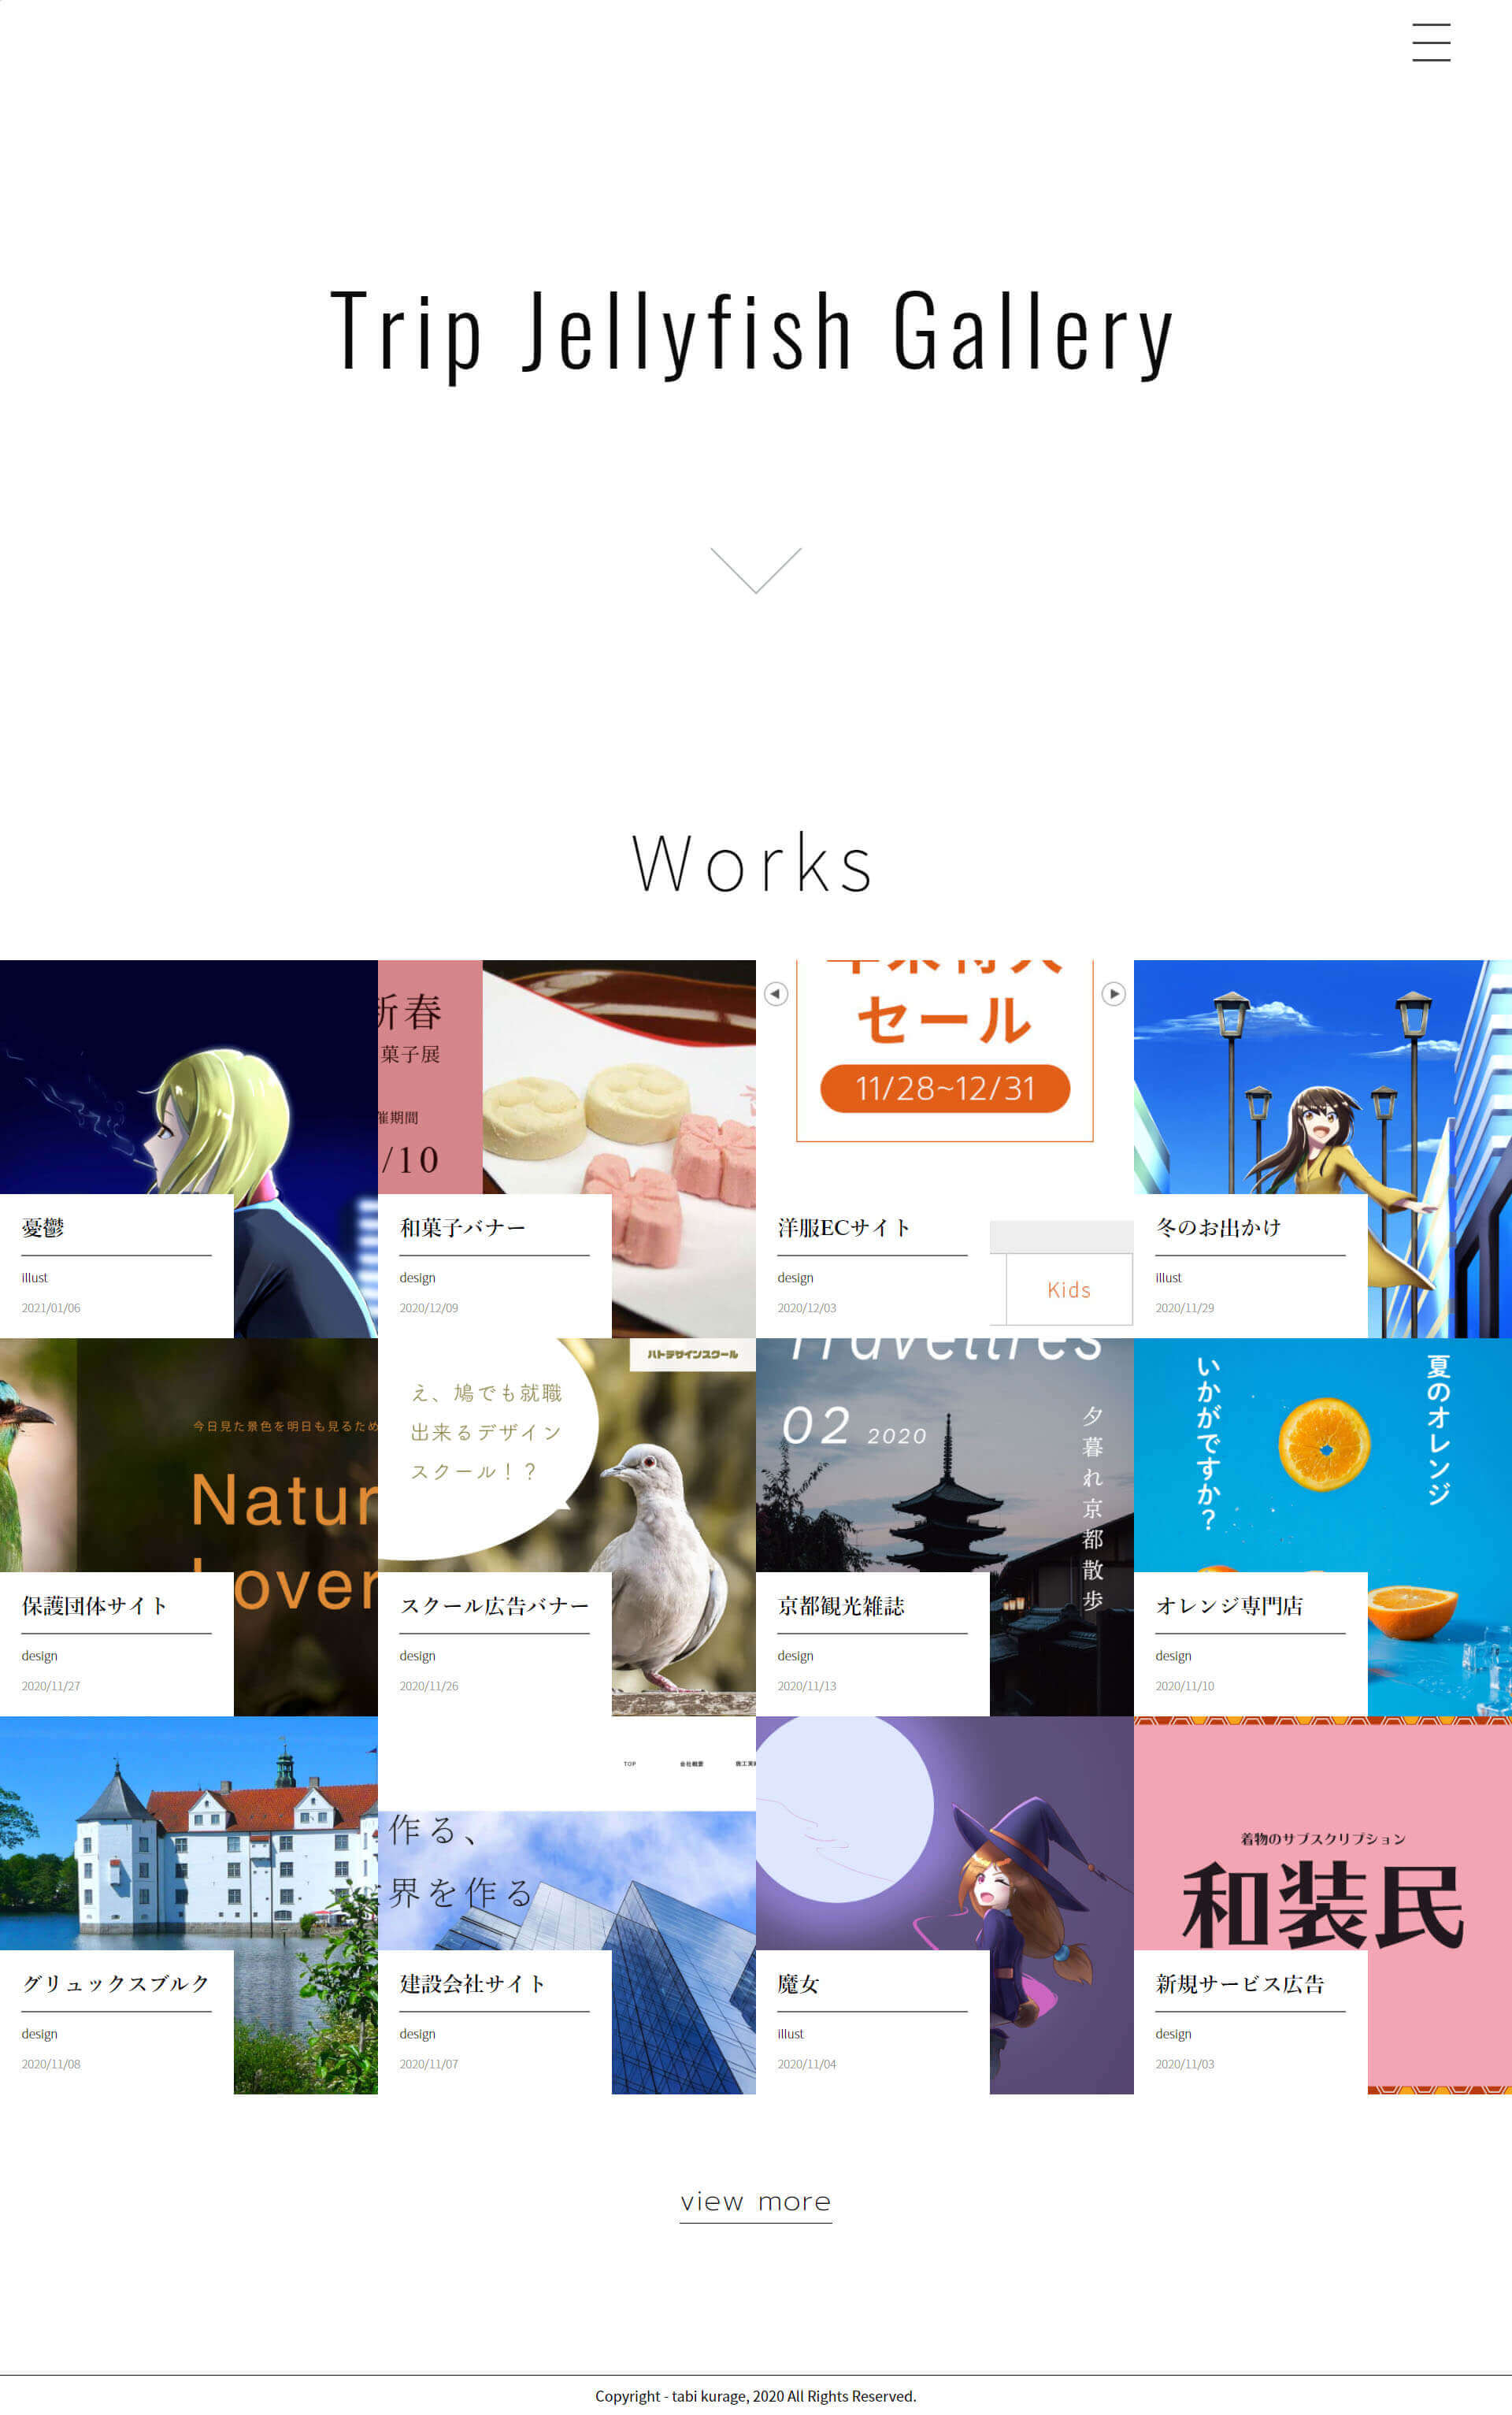 Trip Jellyfish Gallery
Works
憂鬱
illust
2021/01/06
新春
菓子展
催期間
/10
和菓子バナー
design
2020/12/09
セール
11/28~12/31
Kids
洋服ECサイト
design
2020/12/03
冬のお出かけ
illust
2020/11/29
今日見た景色を明日も見るため
Natur
Lover
保護団体サイト
design
2020/11/27
ハトデザインスクール
え、鳩でも就職
出来るデザイン
スクール！？
スクール広告バナー
design
2020/11/26
02 2020
夕暮れ京都散歩
京都観光雑誌
design
2020/11/13
夏のオレンジ
いかがですか？
オレンジ専門店
design
2020/11/10
グリュックスブルク
design
2020/11/08
TOP 会社概要 施工実
作る、
界を作る
建設会社サイト
design
2020/11/07
魔女
illust
2020/11/04
着物のサブスクリプション
和装民
新規サービス広告
design
2020/11/03
view more
Copyright - tabi kurage, 2020 All Rights Reserved.